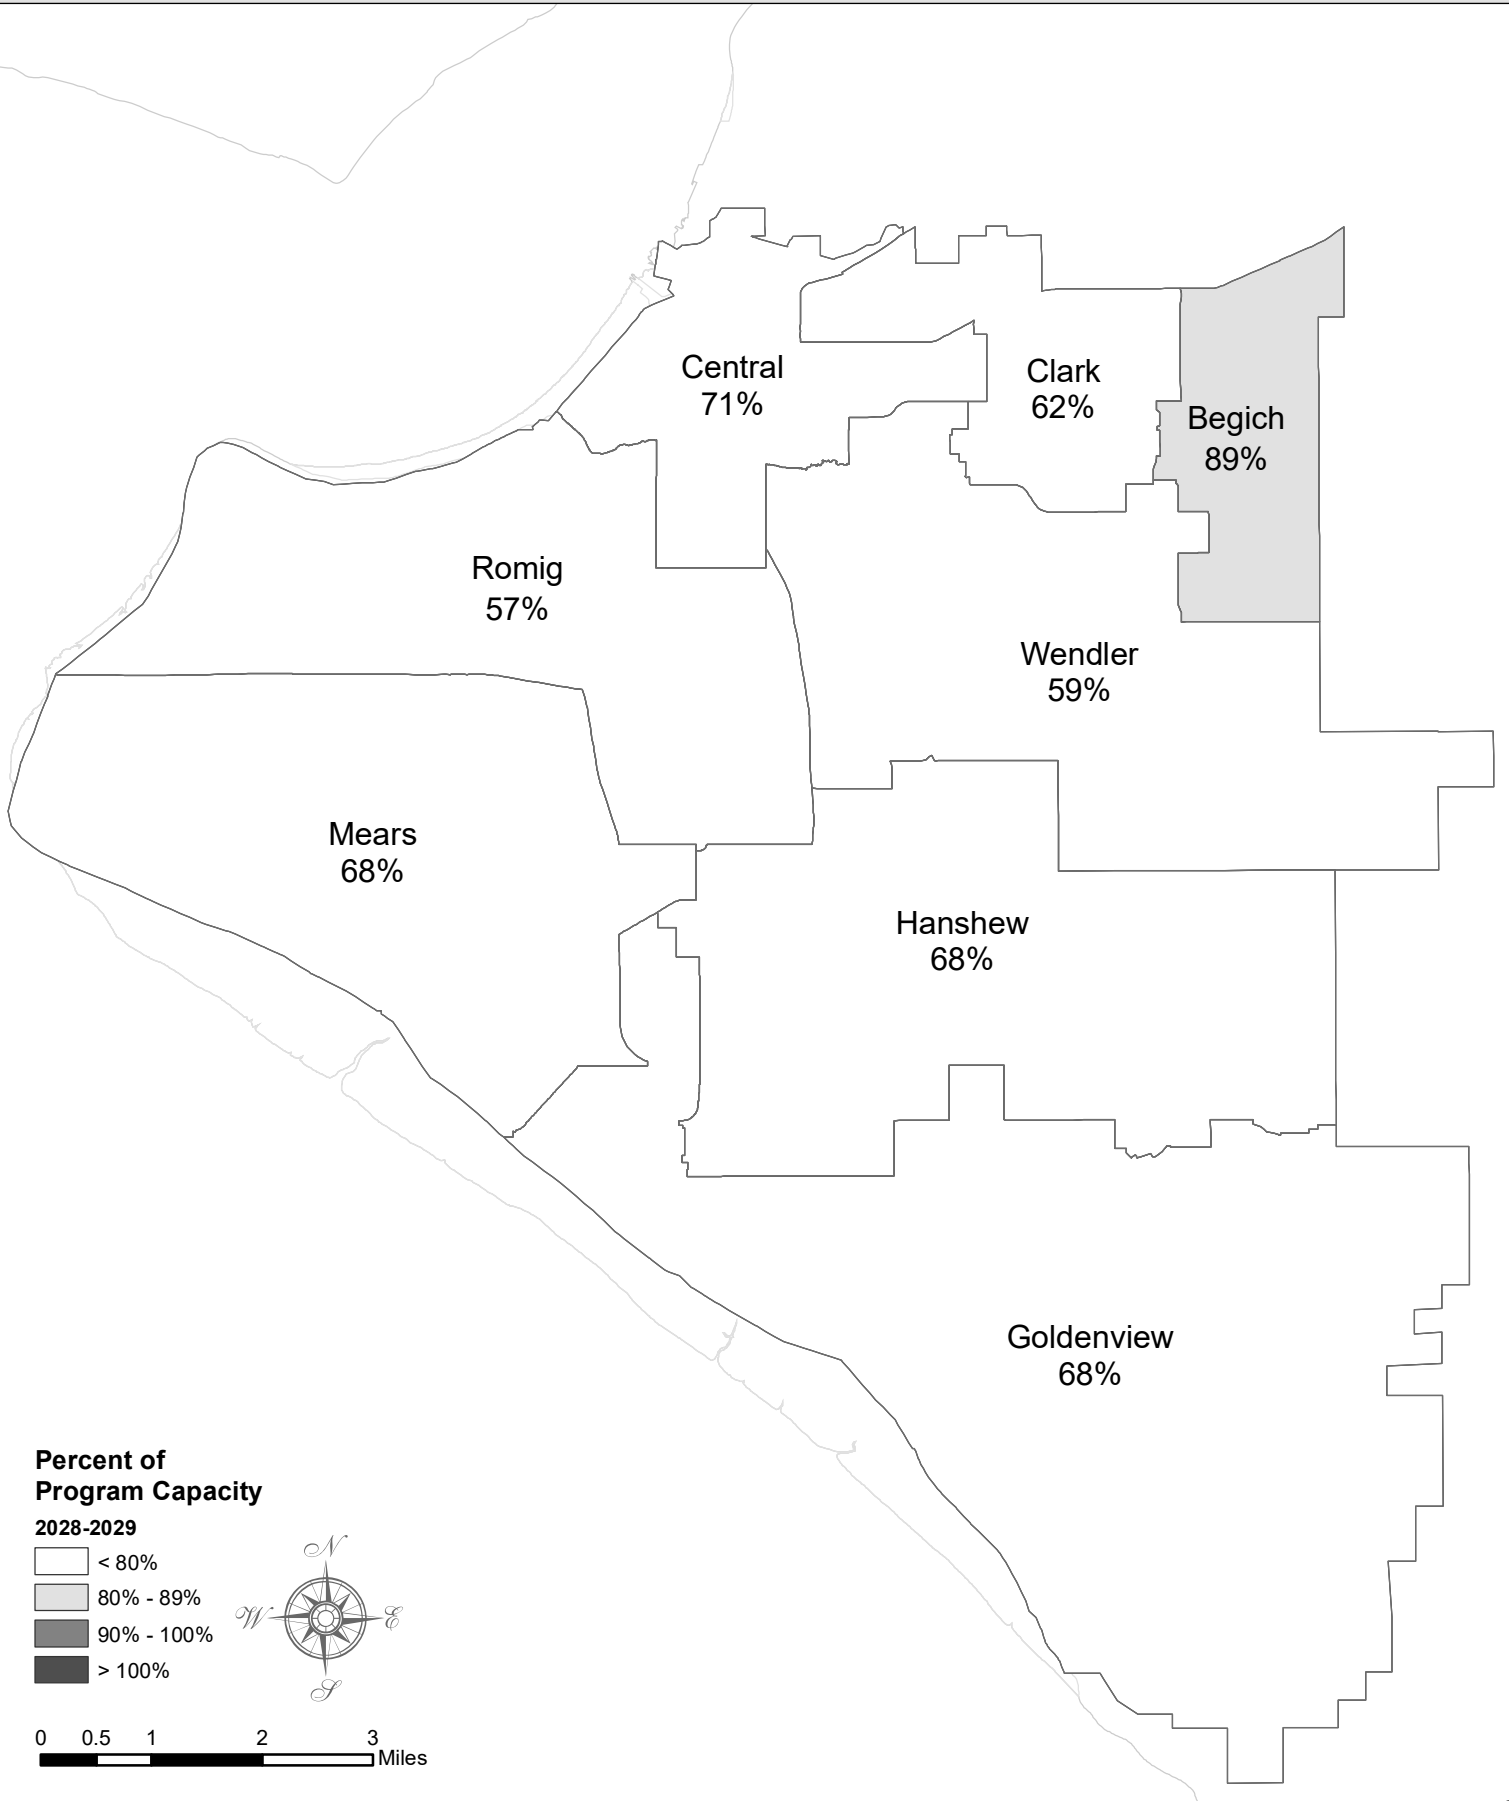 Central
71%
Clark
62%
Begich
89%
Romig
57%
Wendler
59%
Mears
68%
Hanshew
68%
Goldenview
68%
Percent of
Program Capacity
2028-2029
< 80%
80% - 89%
90% - 100%
> 100%
N
W E
S
0 0.5 1 2 3
Miles